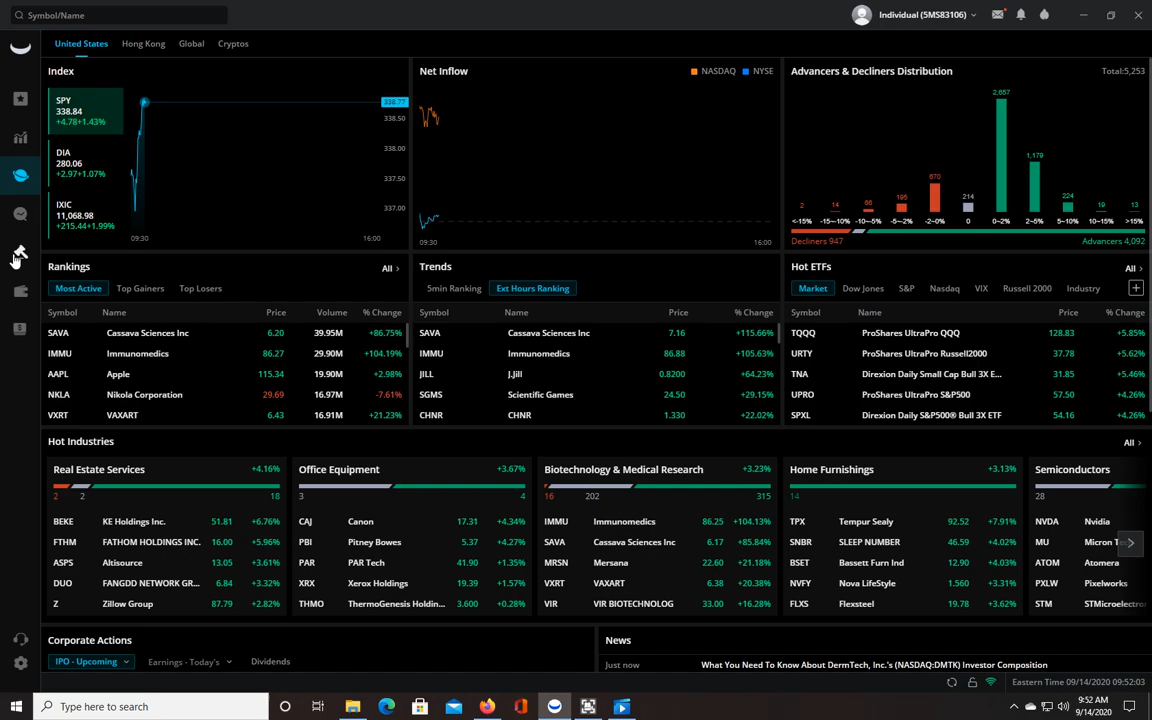 Symbol/Name
Individual (5MS83106)
United States Hong Kong Global Cryptos
Index
SPY
338.84
+4.78+1.43%
DIA
280.06
+2.97+1.07%
IXIC
11,068.98
+215.44+1.99%
338.77
338.50
338.00
337.50
337.00
09:30 16:00
Net Inflow
NASDAQ NYSE
09:30 16:00
Advancers & Decliners Distribution Total:5,253
2 14 66 195 670 214 2,657 1,179 224 19 13
<-15% -15~-10% -10~-5% -5~-2% -2~0% 0 0~2% 2~5% 5~10% 10~15% >15%
Decliners 947 Advancers 4,092
Rankings All >
Most Active Top Gainers Top Losers
Symbol Name Price Volume % Change
SAVA Cassava Sciences Inc 6.20 39.95M +86.75%
IMMU Immunomedics 86.27 29.90M +104.19%
AAPL Apple 115.34 19.90M +2.98%
NKLA Nikola Corporation 29.69 16.97M -7.61%
VXRT VAXART 6.43 16.91M +21.23%
Trends
5min Ranking Ext Hours Ranking
Symbol Name Price % Change
SAVA Cassava Sciences Inc 7.16 +115.66%
IMMU Immunomedics 86.88 +105.63%
JILL J.Jill 0.8200 +64.23%
SGMS Scientific Games 24.50 +29.15%
CHNR CHNR 1.330 +22.02%
Hot ETFs All >
Market Dow Jones S&P Nasdaq VIX Russell 2000 Industry
Symbol Name Price % Change
TQQQ ProShares UltraPro QQQ 128.83 +5.85%
URTY ProShares UltraPro Russell2000 37.78 +5.62%
TNA Direxion Daily Small Cap Bull 3X E... 31.85 +5.46%
UPRO ProShares UltraPro S&P500 57.50 +4.26%
SPXL Direxion Daily S&P500® Bull 3X ETF 54.16 +4.26%
Hot Industries All >
Real Estate Services +4.16%
2 2 18
BEKE KE Holdings Inc. 51.81 +6.76%
FTHM FATHOM HOLDINGS INC. 16.00 +5.96%
ASPS Altisource 13.05 +3.61%
DUO FANGDD NETWORK GR... 6.84 +3.32%
Z Zillow Group 87.79 +2.82%
Office Equipment +3.67%
3 4
CAJ Canon 17.31 +4.34%
PBI Pitney Bowes 5.37 +4.27%
PAR PAR Tech 41.90 +1.35%
XRX Xerox Holdings 19.39 +1.57%
THMO ThermoGenesis Holdin... 3.600 +0.28%
Biotechnology & Medical Research +3.23%
16 202 315
IMMU Immunomedics 86.25 +104.13%
SAVA Cassava Sciences Inc 6.17 +85.84%
MRSN Mersana 22.60 +21.18%
VXRT VAXART 6.38 +20.38%
VIR VIR BIOTECHNOLOG 33.00 +16.28%
Home Furnishings +3.13%
14
TPX Tempur Sealy 92.52 +7.91%
SNBR SLEEP NUMBER 46.59 +4.02%
BSET Bassett Furn Ind 12.90 +4.03%
NVFY Nova LifeStyle 1.560 +3.31%
FLXS Flexsteel 19.78 +3.62%
Semiconductors
28
NVDA Nvidia
MU Micron
ATOM Atomera
PXLW Pixelworks
STM STMicroelectro
Corporate Actions
IPO - Upcoming Earnings - Today's Dividends
News
Just now What You Need To Know About DermTech, Inc.'s (NASDAQ:DMTK) Investor Composition
Eastern Time 09/14/2020 09:52:03
Type here to search
9:52 AM
9/14/2020